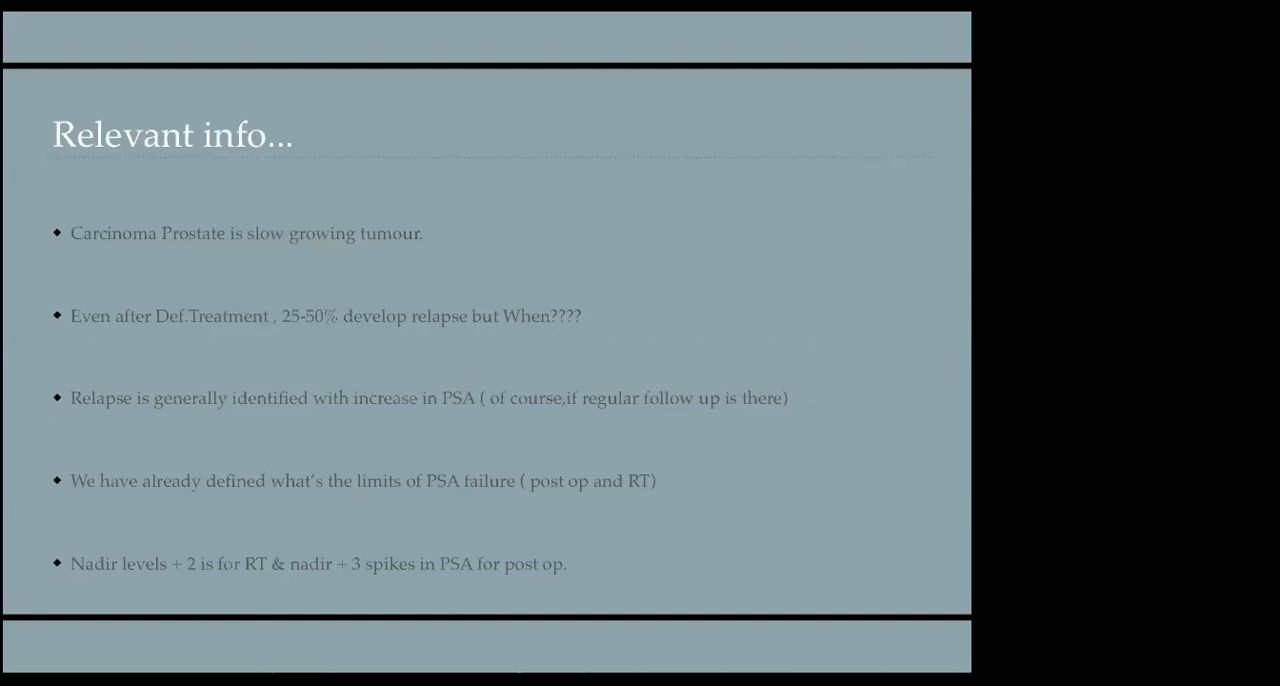 Relevant info...
Carcinoma Prostate is slow growing tumour.
Even after Def.Treatment , 25-50% develop relapse but When????
Relapse is generally identified with increase in PSA ( of course,if regular follow up is there)
We have already defined what's the limits of PSA failure ( post op and RT)
Nadir levels + 2 is for RT & nadir + 3 spikes in PSA for post op.